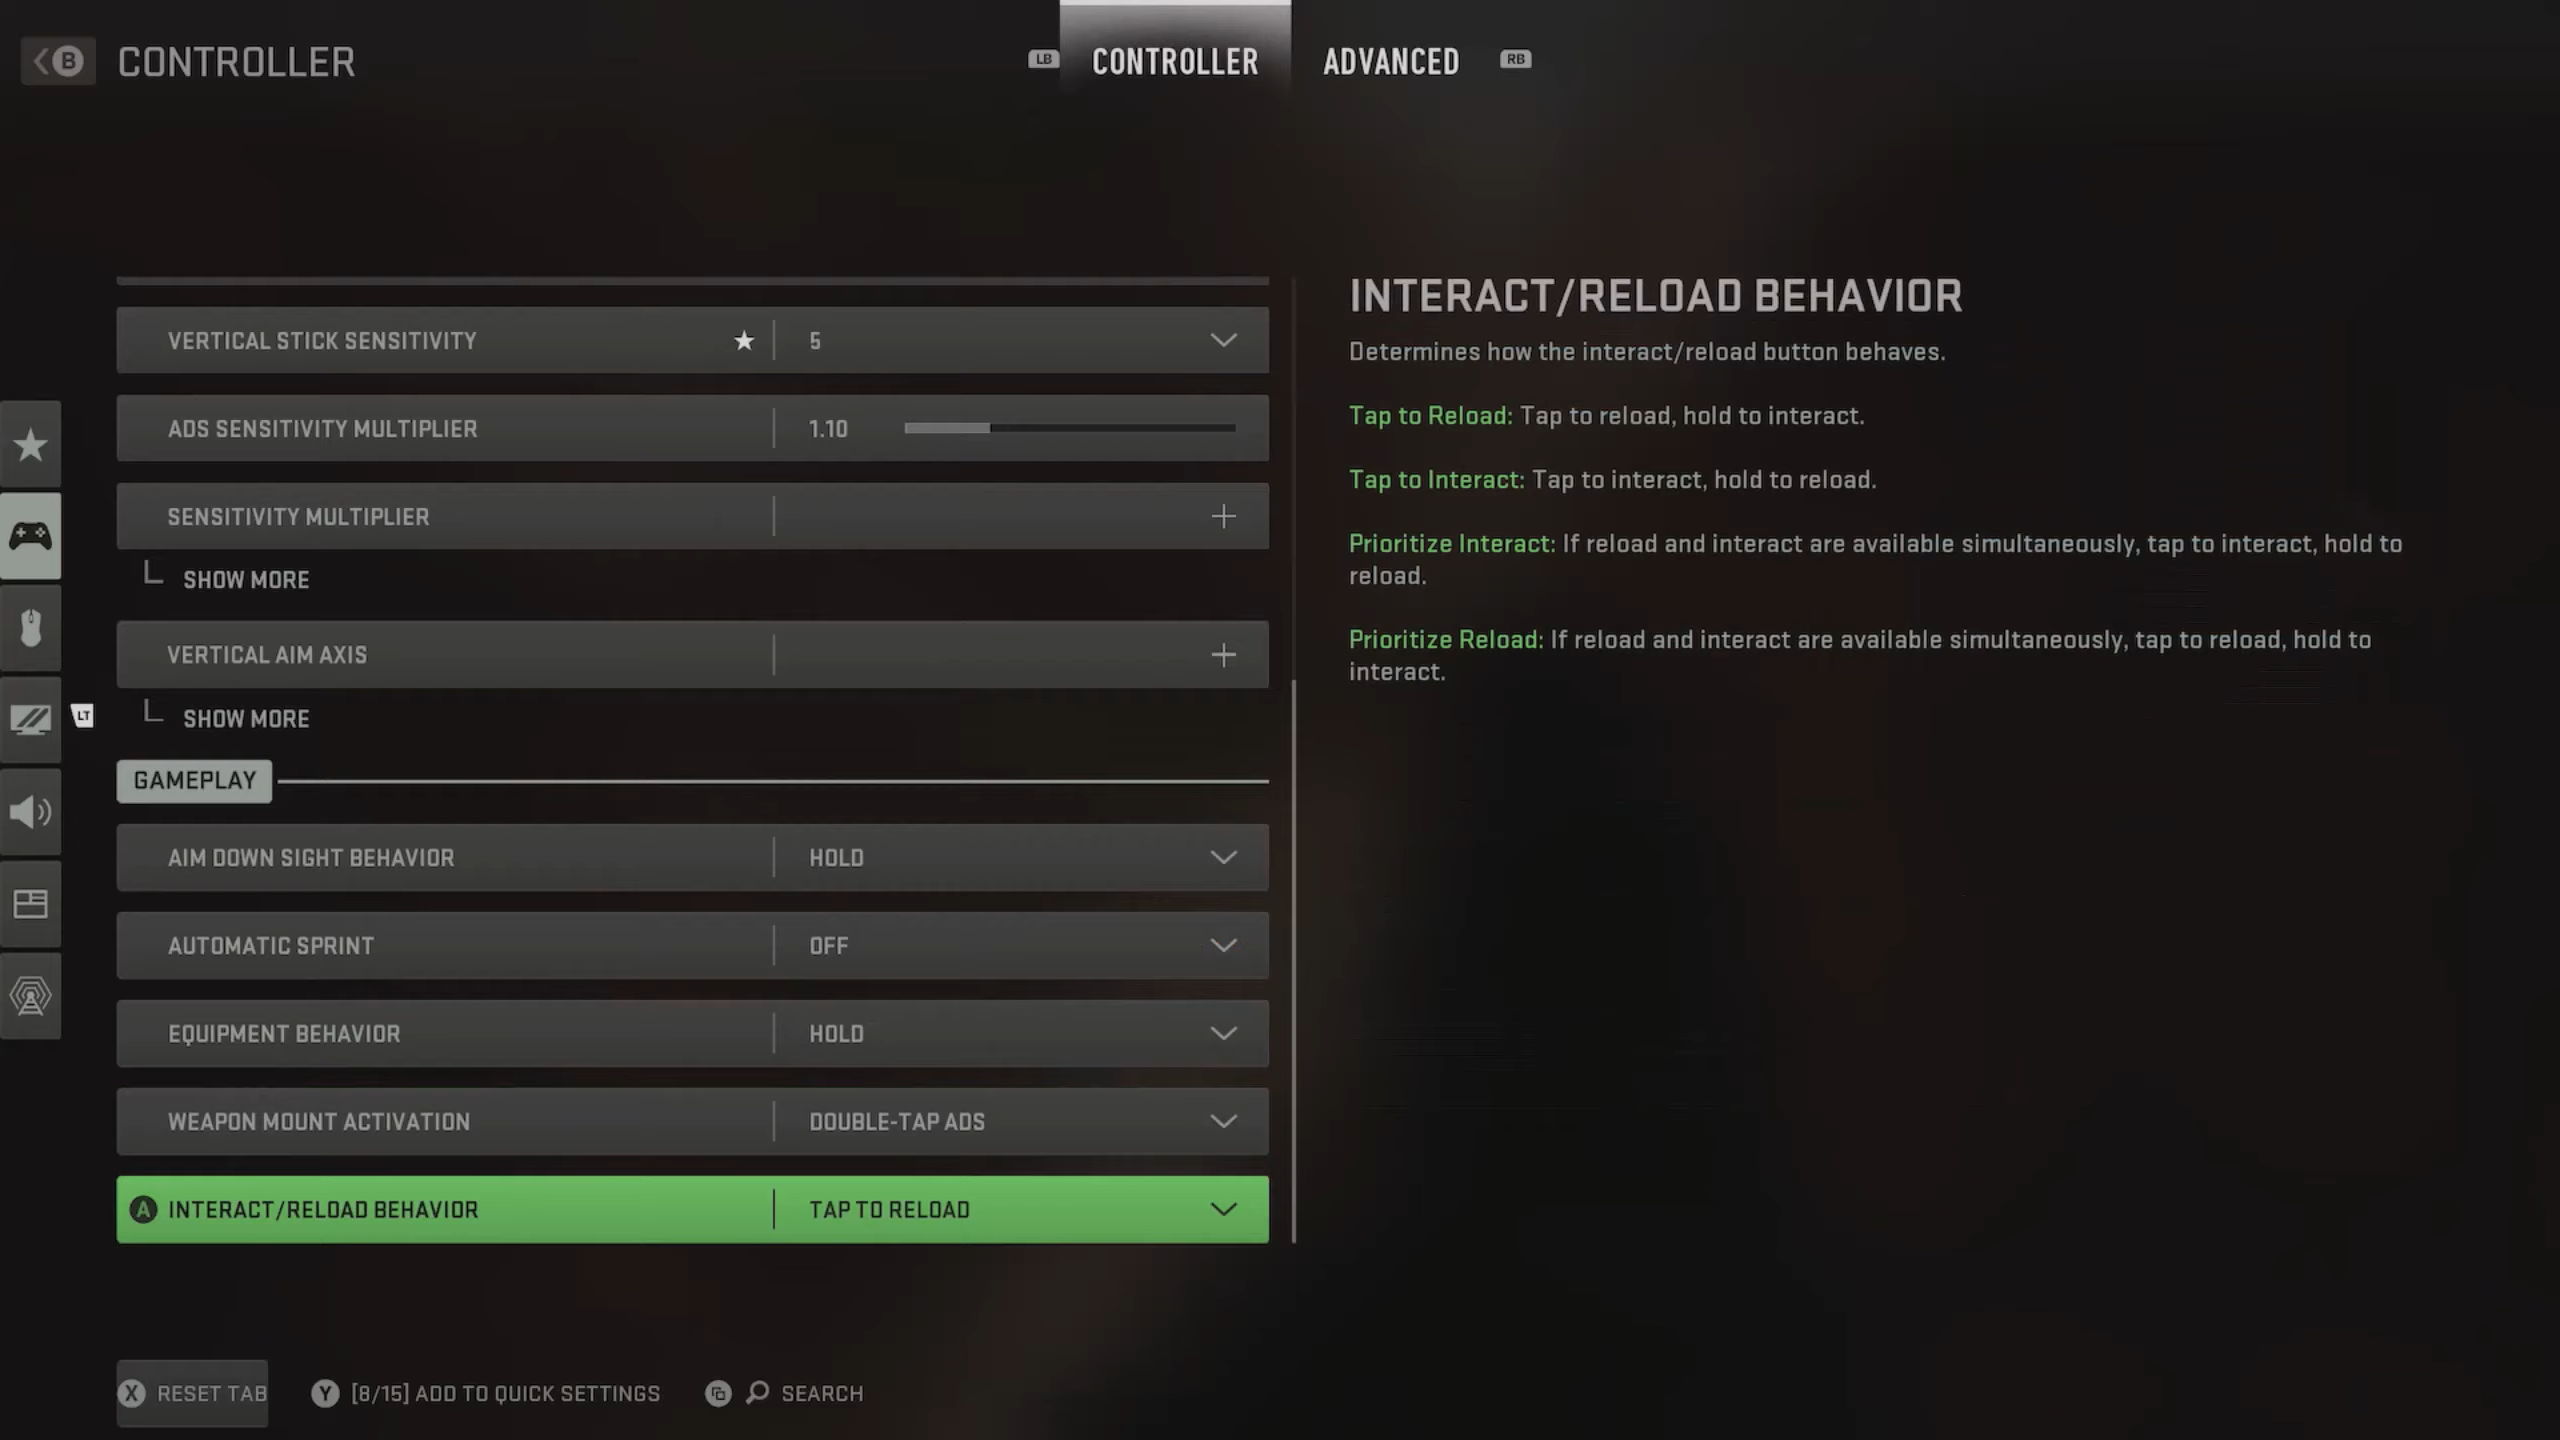 B CONTROLLER
LB CONTROLLER ADVANCED RB
VERTICAL STICK SENSITIVITY 5
ADS SENSITIVITY MULTIPLIER 1.10
SENSITIVITY MULTIPLIER
SHOW MORE
VERTICAL AIM AXIS
LT SHOW MORE
GAMEPLAY
AIM DOWN SIGHT BEHAVIOR HOLD
AUTOMATIC SPRINT OFF
EQUIPMENT BEHAVIOR HOLD
WEAPON MOUNT ACTIVATION DOUBLE-TAP ADS
A INTERACT/RELOAD BEHAVIOR TAP TO RELOAD
INTERACT/RELOAD BEHAVIOR
Determines how the interact/reload button behaves.
Tap to Reload: Tap to reload, hold to interact.
Tap to Interact: Tap to interact, hold to reload.
Prioritize Interact: If reload and interact are available simultaneously, tap to interact, hold to
reload.
Prioritize Reload: If reload and interact are available simultaneously, tap to reload, hold to
interact.
X RESET TAB Y [8/15] ADD TO QUICK SETTINGS SEARCH